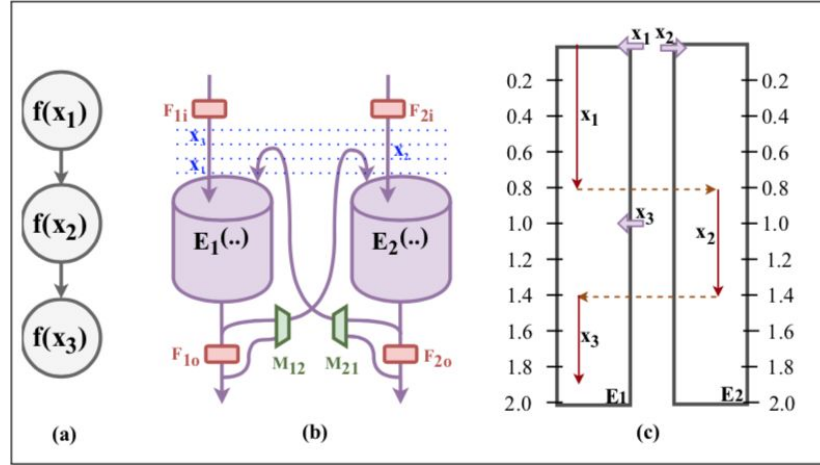 f(x₁)
f(x₂)
f(x₃)
(a)
F₁ᵢ
F₂ᵢ
x₃
x₁
x₂
E₁(..)
E₂(..)
F₁ₒ
M₁₂
M₂₁
F₂ₒ
(b)
x₁ x₂
0.2
0.4
0.6
0.8
1.0
1.2
1.4
1.6
1.8
2.0
x₁
x₃
x₂
x₃
E1
E2
0.2
0.4
0.6
0.8
1.0
1.2
1.4
1.6
1.8
2.0
(c)